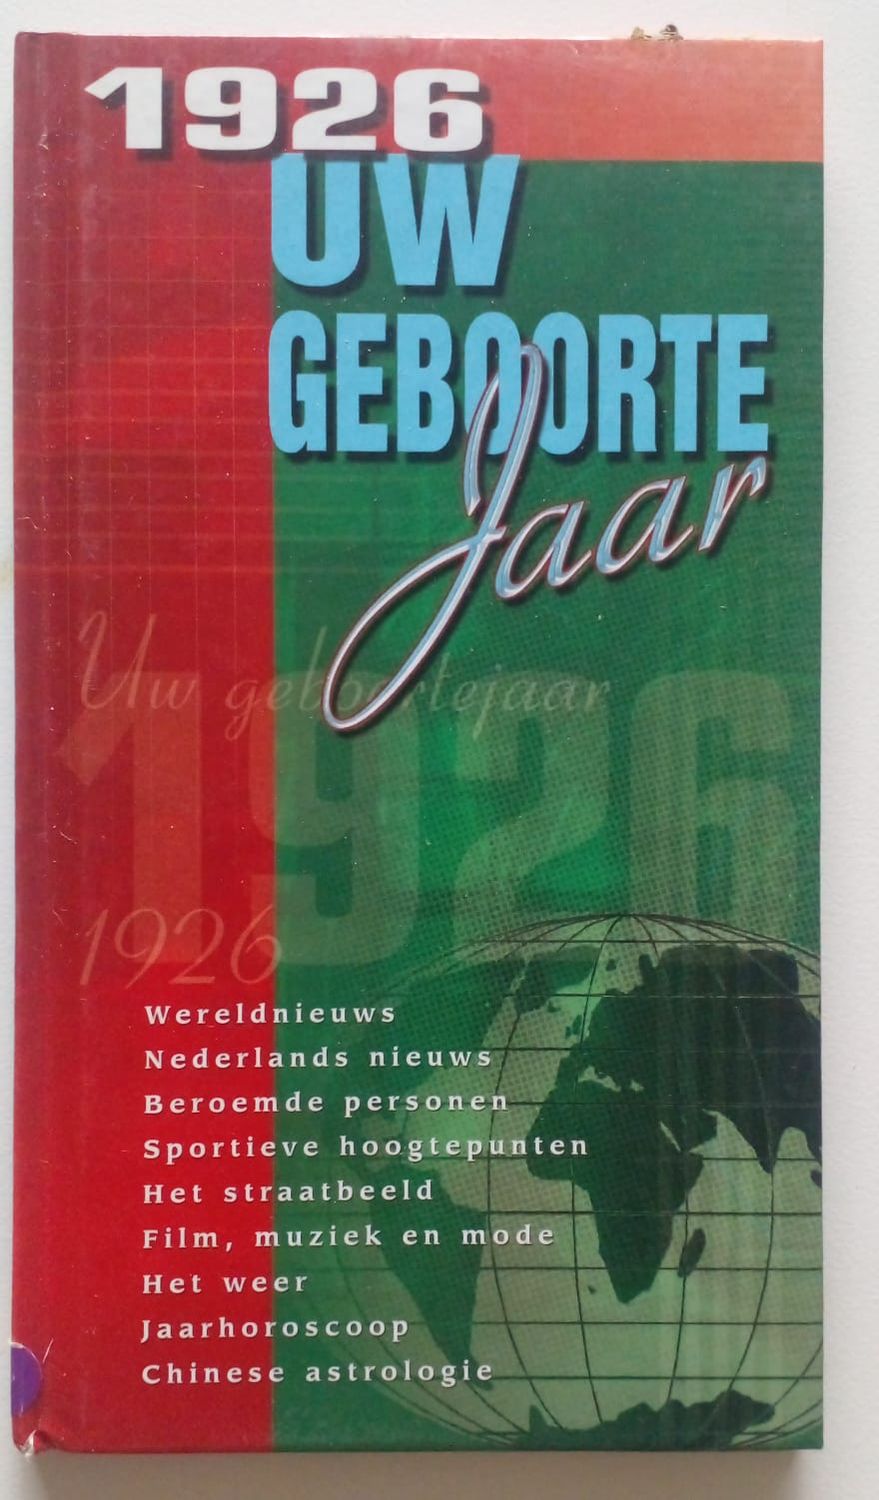 1926
UW
GEBOORTE
Jaar
Uw geboortejaar
1926
1926
Wereldnieuws
Nederlands nieuws
Beroemde personen
Sportieve hoogtepunten
Het straatbeeld
Film, muziek en mode
Het weer
Jaarhoroscoop
Chinese astrologie